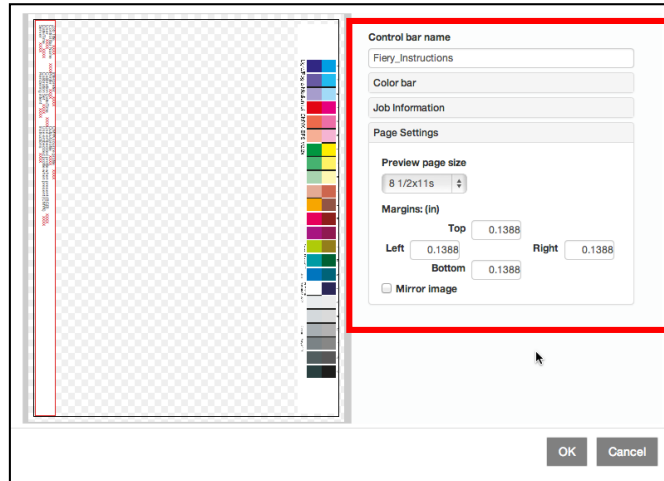 Control bar name
Fiery_Instructions
Color bar
Job Information
Page Settings
Preview page size
8 1/2x11s
Margins: (in)
Top 0.1388
Left 0.1388 Right 0.1388
Bottom 0.1388
Mirror image
OK Cancel